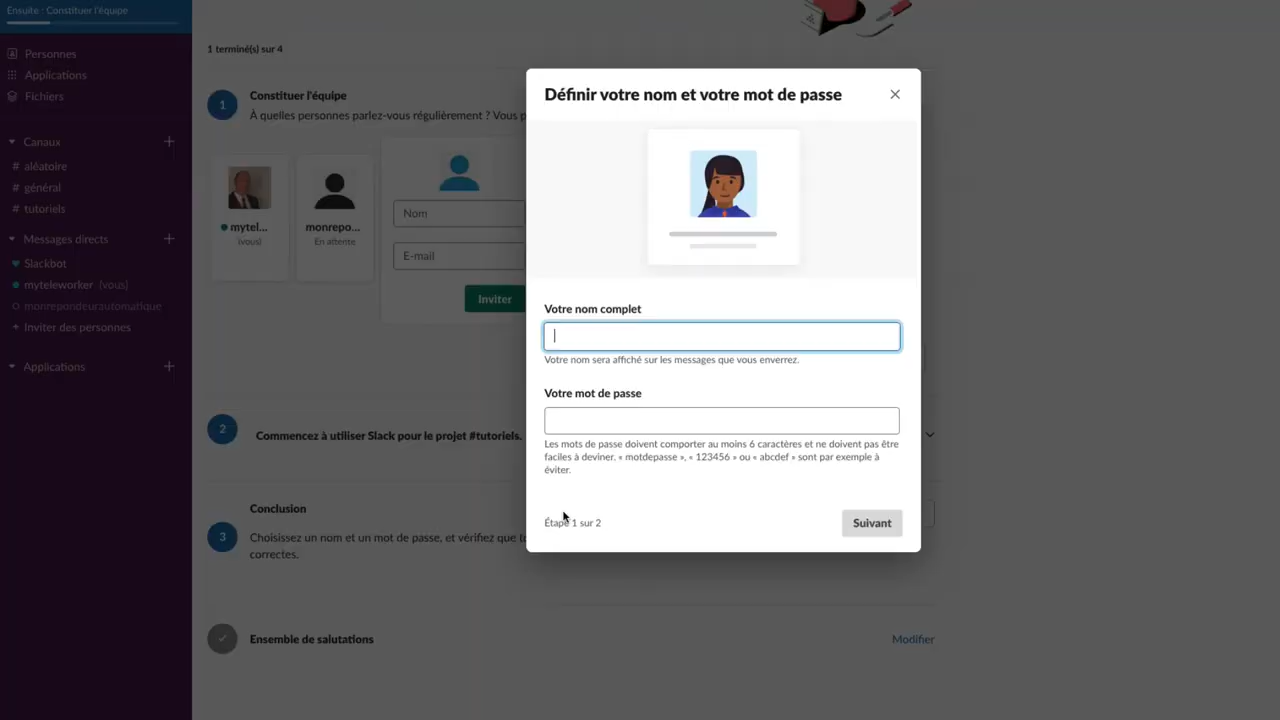 Ensuite : Constituer l'équipe
Personnes
Applications
Fichiers
Canaux
# aléatoire
# général
# tutoriels
Messages directs
Slackbot
myteleworker (vous)
monrepondeurautomatique
+ Inviter des personnes
Applications
1 terminé(s) sur 4
1
Constituer l'équipe
À quelles personnes parlez-vous régulièrement ? Vous p
mytel...
(vous)
monrepo...
En attente
Nom
E-mail
Inviter
2
Commencez à utiliser Slack pour le projet #tutoriels.
3
Conclusion
Choisissez un nom et un mot de passe, et vérifiez que to
correctes.
Ensemble de salutations
Modifier
Définir votre nom et votre mot de passe
Votre nom complet
Votre nom sera affiché sur les messages que vous enverrez.
Votre mot de passe
Les mots de passe doivent comporter au moins 6 caractères et ne doivent pas être
faciles à deviner. « motdepasse », « 123456 » ou « abcdef » sont par exemple à
éviter.
Étape 1 sur 2
Suivant